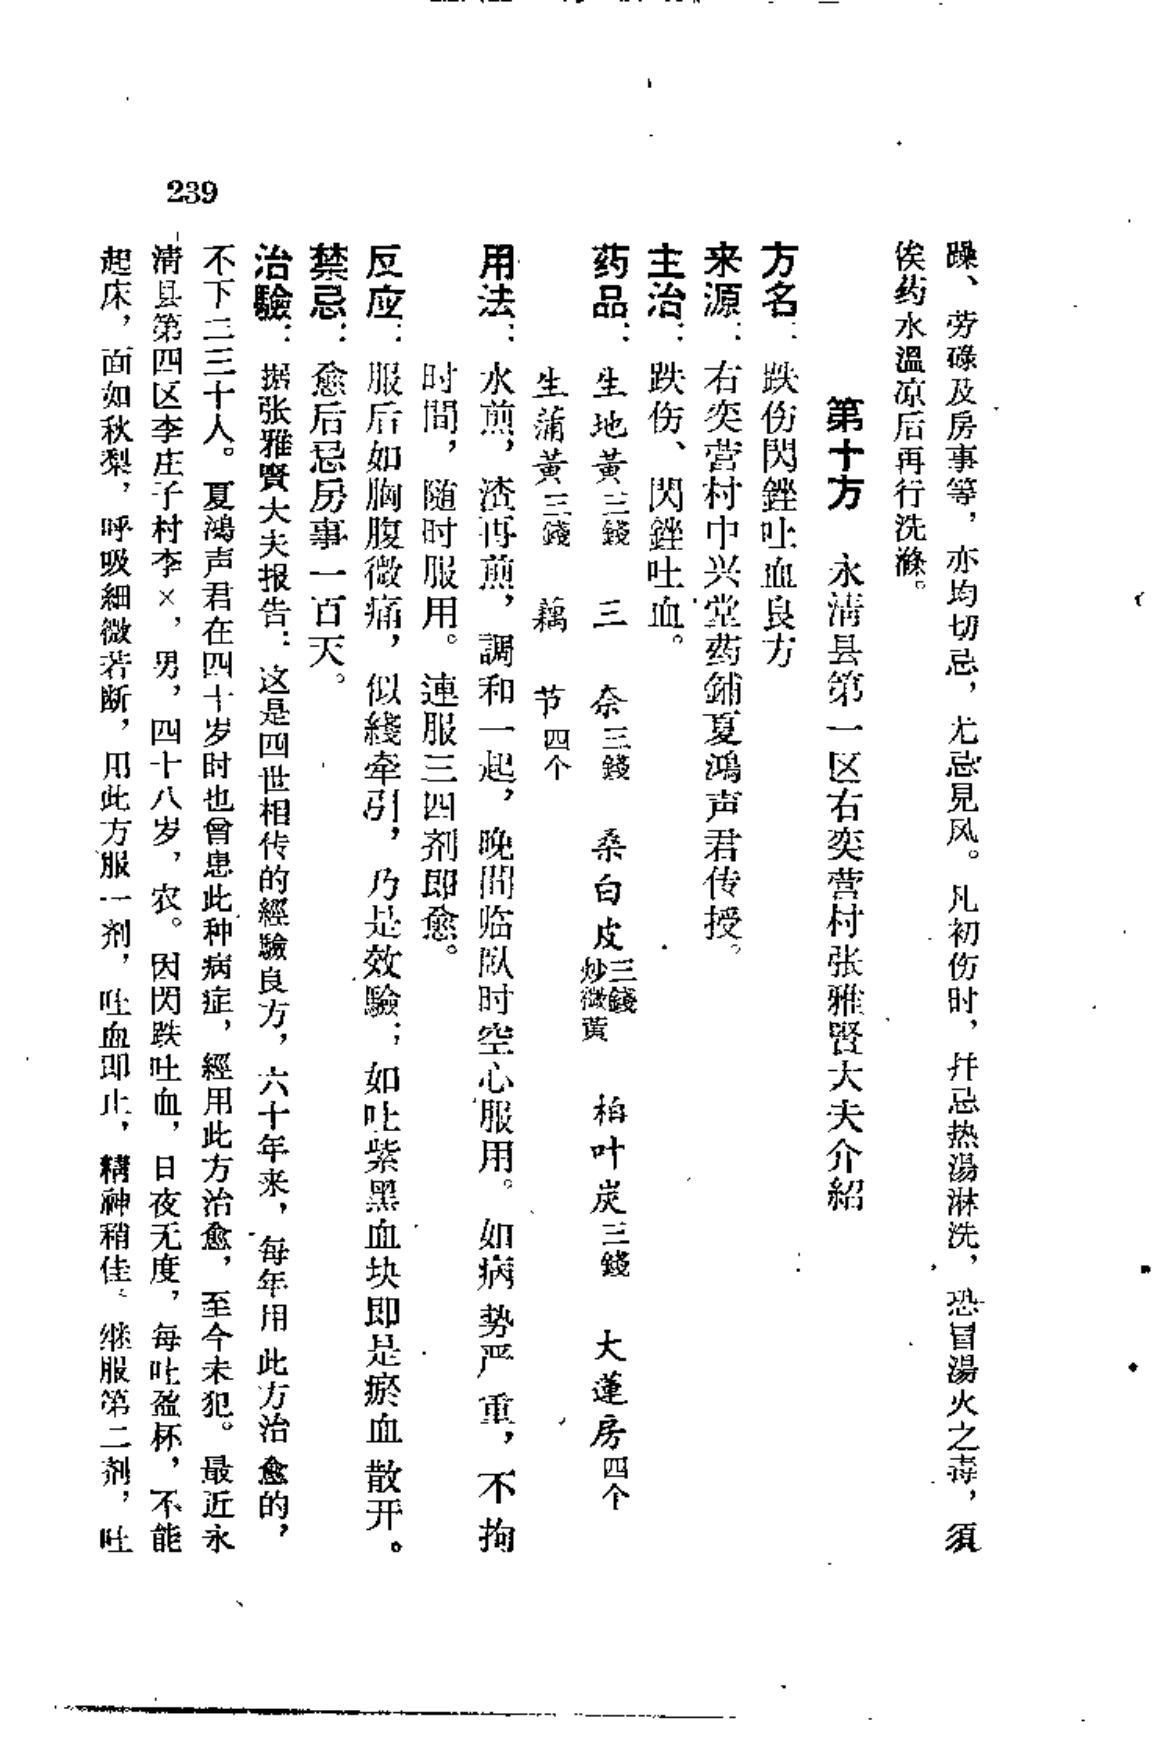 239
躁、劳碌及房事等，亦均切忌，尤忌見风。凡初伤时，幷忌热湯淋洗，恐冒湯火之毒，須
俟药水溫凉后再行洗滌。
第十方 永淸县第一区右奕营村张雅賢大夫介紹
方名：跌伤閃錐吐血良方
来源：右奕营村中兴堂药鋪夏鴻声君传授。
主治：跌伤、閃銼吐血。
药品：生地黃三錢 三 奈三錢 桑白皮三錢炒微黃 柏叶炭三錢 大蓮房四个
生蒲黃三錢 藕 节四个
用法：水煎，渣再煎，調和一起，晚間临臥时空心服用。如病势严重，不拘
时間，随时服用。連服三四剂即愈。
反应：服后如胸腹微痛，似綫牵引，乃是效驗；如吐紫黑血块即是瘀血散开。
禁忌：愈后忌房事一百天。
治驗：据张雅賢大夫报告：这是四世相传的經驗良方，六十年来，每年用此方治愈的，
不下二三十人。夏鴻声君在四十岁时也曾患此种病症，經用此方治愈，至今未犯。最近永
淸县第四区李庄子村李×，男，四十八岁，农。因閃跌吐血，日夜无度，每吐盈杯，不能
起床，面如秋梨，呼吸細微若断，用此方服一剂，吐血即止，精神稍佳。继服第二剂，吐